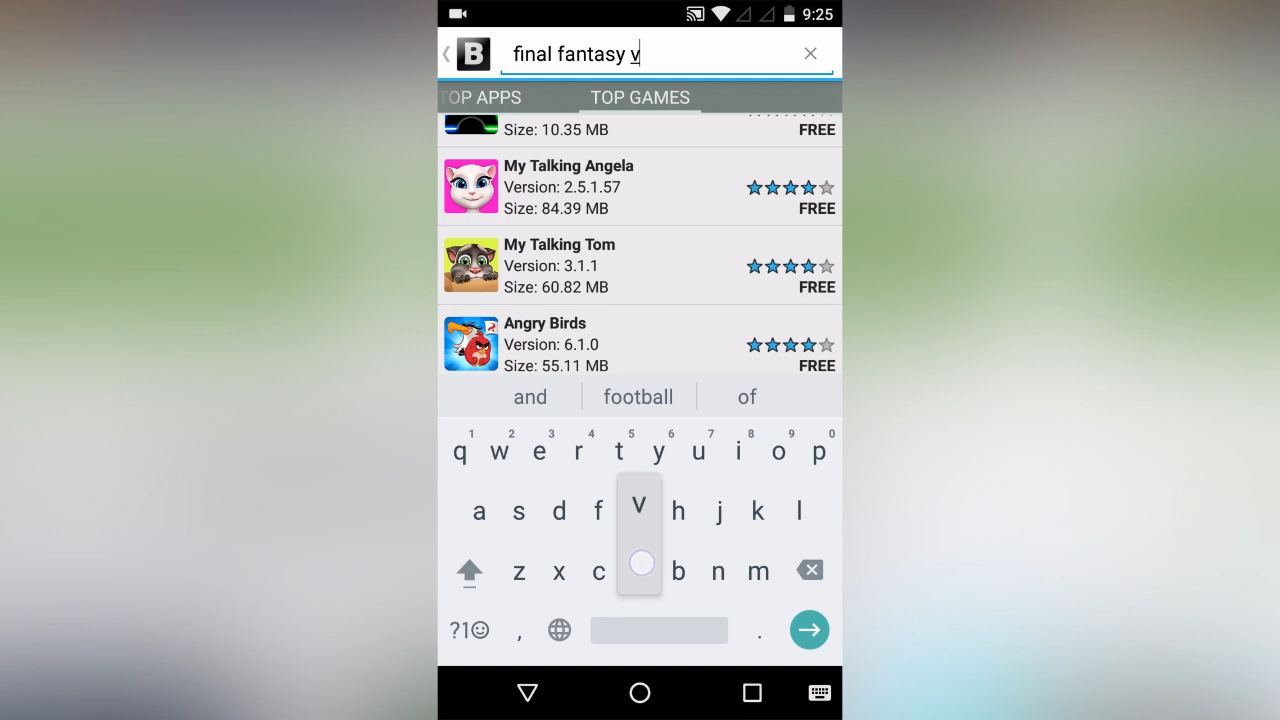 9:25
B
final fantasy v
TOP APPS TOP GAMES
Size: 10.35 MB FREE
My Talking Angela
Version: 2.5.1.57
Size: 84.39 MB FREE
My Talking Tom
Version: 3.1.1
Size: 60.82 MB FREE
Angry Birds
Version: 6.1.0
Size: 55.11 MB FREE
and football of
1 2 3 4 5 6 7 8 9 0
q w e r t y u i o p
a s d f v h j k l
z x c b n m
?1☺ , .